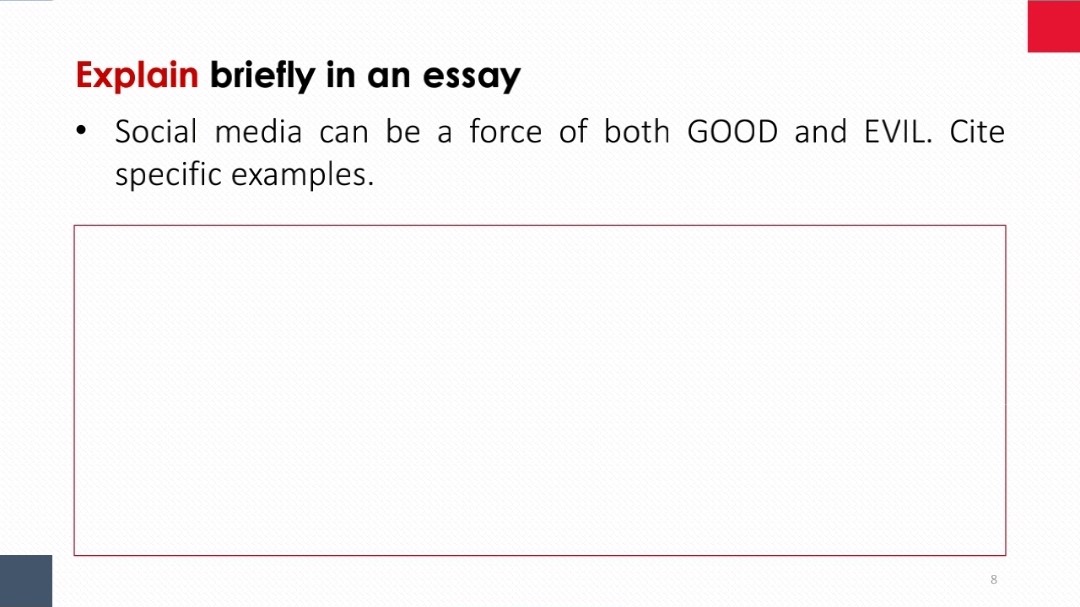 Explain briefly in an essay
• Social media can be a force of both GOOD and EVIL. Cite
specific examples.
8